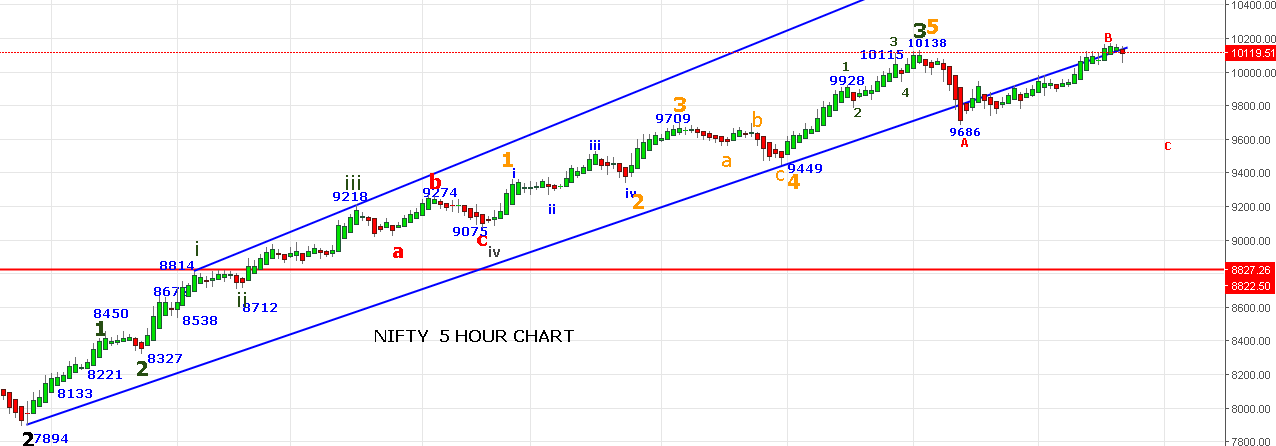 10400.00
3 5
B
10200.00
3
10138
10115
10119.51
1
10000.00
9928
4
2
9800.00
3
9709
b
9686
A
iii
9600.00
C
1
a
i
c
9449
4
9400.00
iii
b
ii
iv
2
9218
9274
9200.00
9075
c
a
iv
9000.00
i
8814
8827.26
8822.50
867
ii
8712
8600.00
8450
8538
1
NIFTY 5 HOUR CHART
8400.00
8327
2
8221
8200.00
8133
8000.00
2
7894
7800.00